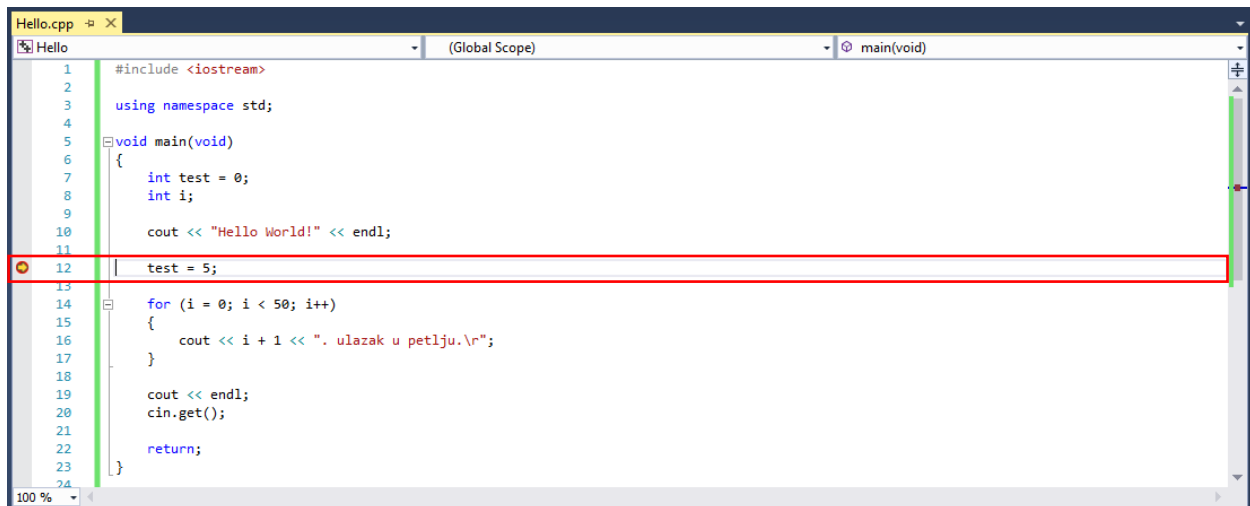 Hello.cpp
Hello (Global Scope) main(void)
1 #include <iostream>
2
3 using namespace std;
4
5 void main(void)
6 {
7 int test = 0;
8 int i;
9
10 cout << "Hello World!" << endl;
11
12 test = 5;
13
14 for (i = 0; i < 50; i++)
15 {
16 cout << i + 1 << ". ulazak u petlju.\r";
17 }
18
19 cout << endl;
20 cin.get();
21
22 return;
23 }
24
100 %